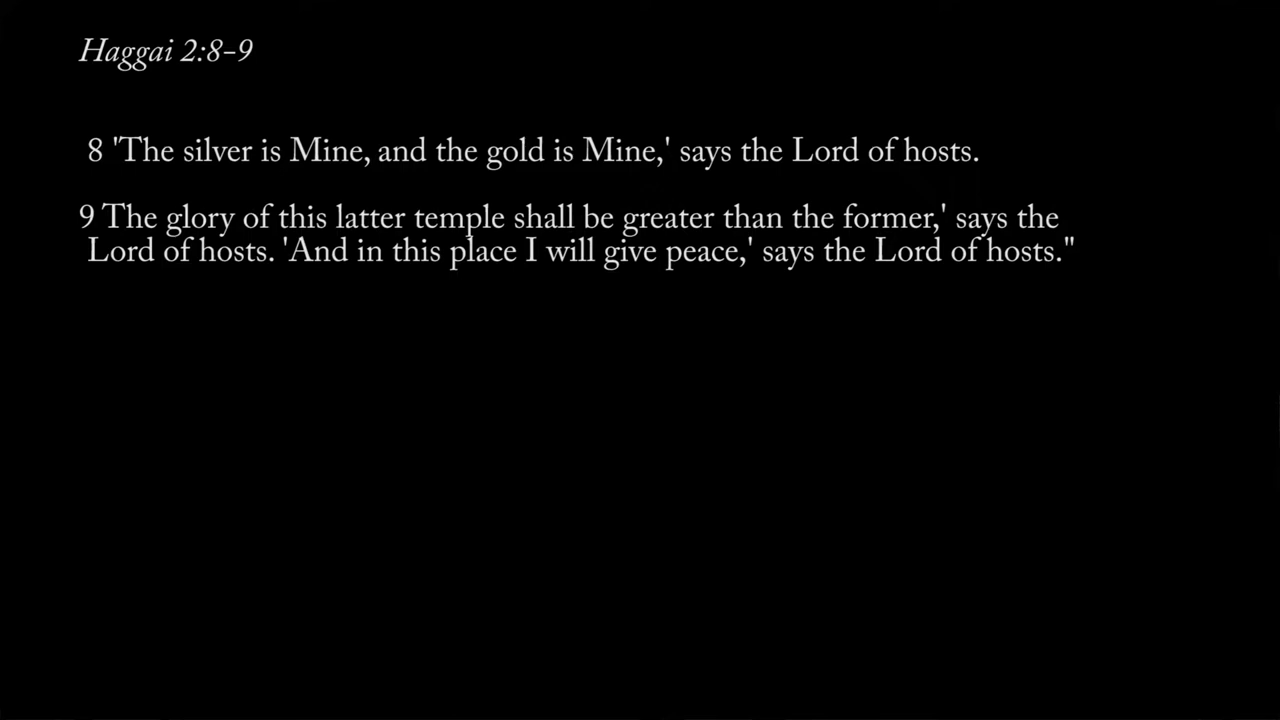 Haggai 2:8-9
8 'The silver is Mine, and the gold is Mine,' says the Lord of hosts.
9 The glory of this latter temple shall be greater than the former,' says the
Lord of hosts. 'And in this place I will give peace,' says the Lord of hosts."